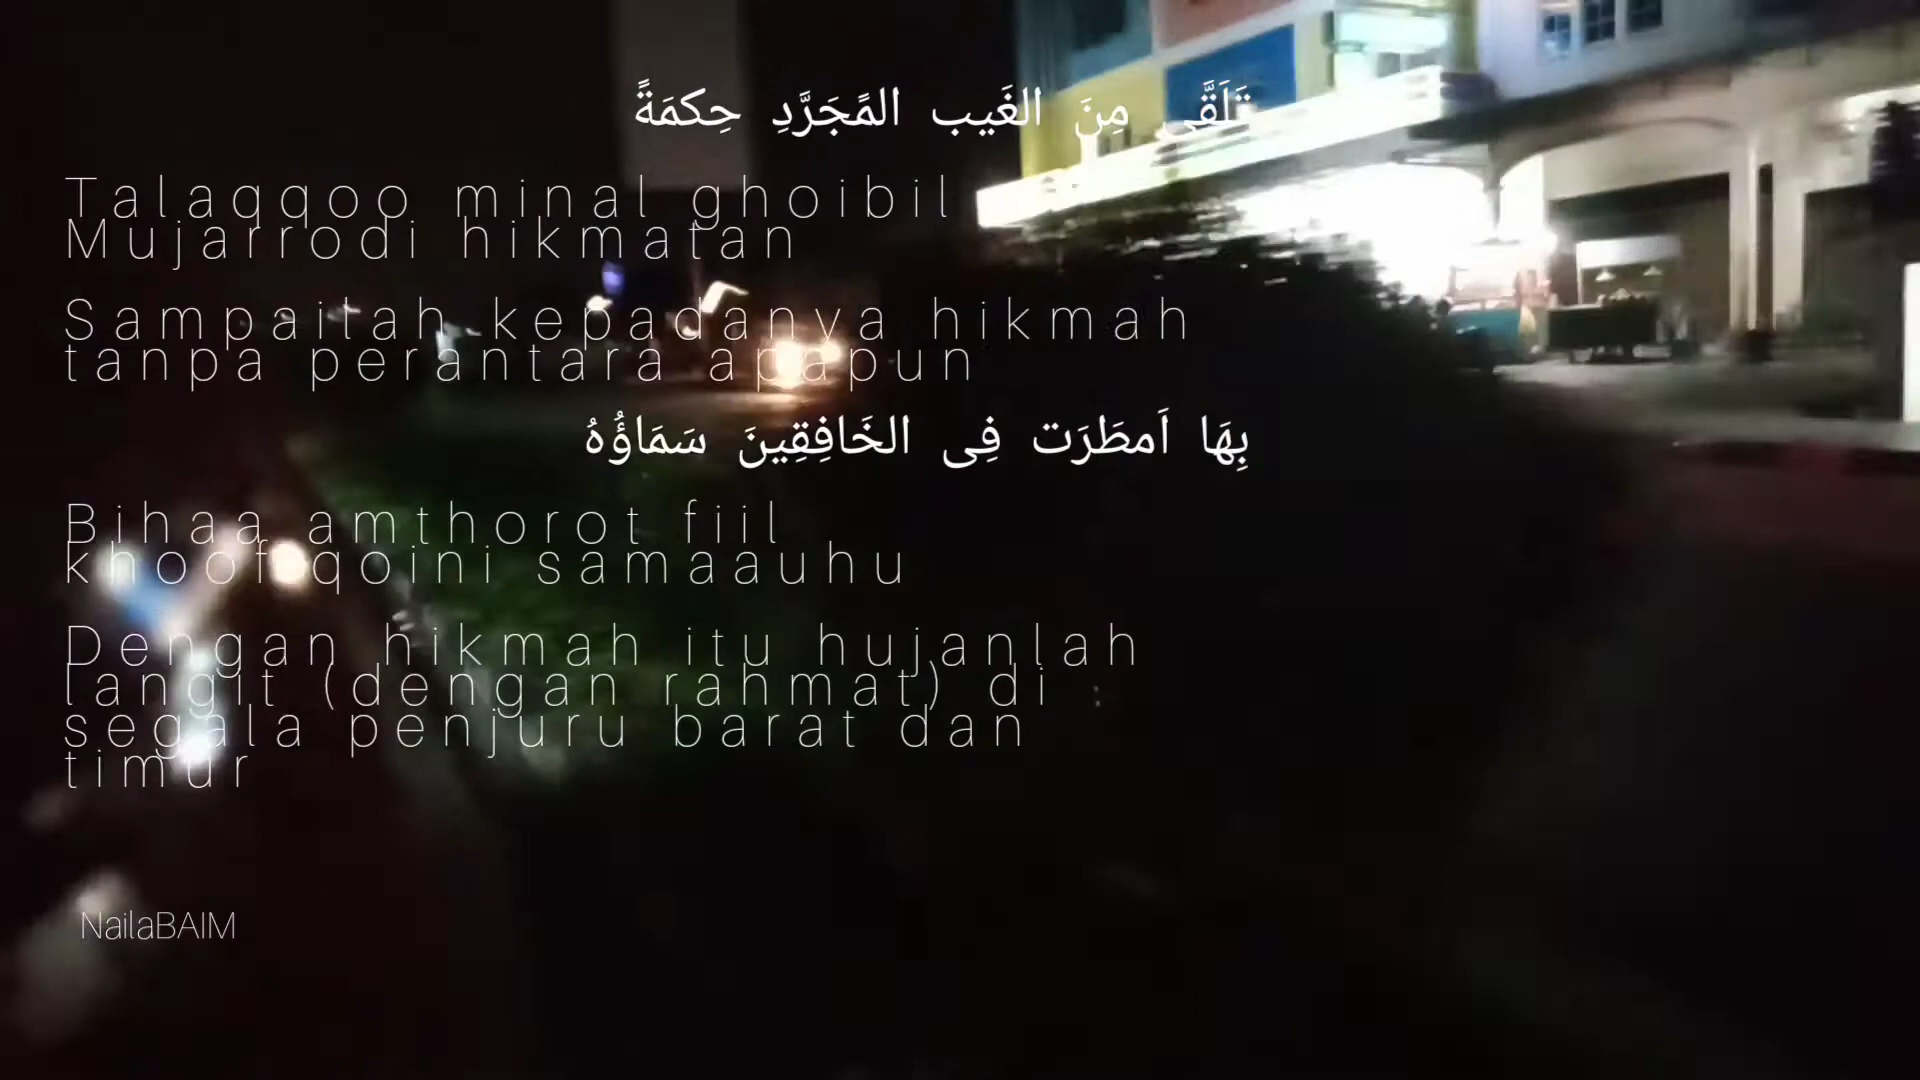 تَلَقَّى مِنَ الغَيب المًجَرَّدِ حِكمَةً
Talaqqoo minal ghoibil
Mujarrodi hikmatan
Sampailah kepadanya hikmah
tanpa perantara apapun
بِهَا اَمطَرَت فِى الخَافِقِينَ سَمَاؤُهُ
Bihaa amthorot fiil
khoofiqoini samaauhu
Dengan hikmah itu hujanlah
langit (dengan rahmat) di
segala penjuru barat dan
timur
NailaBAIM